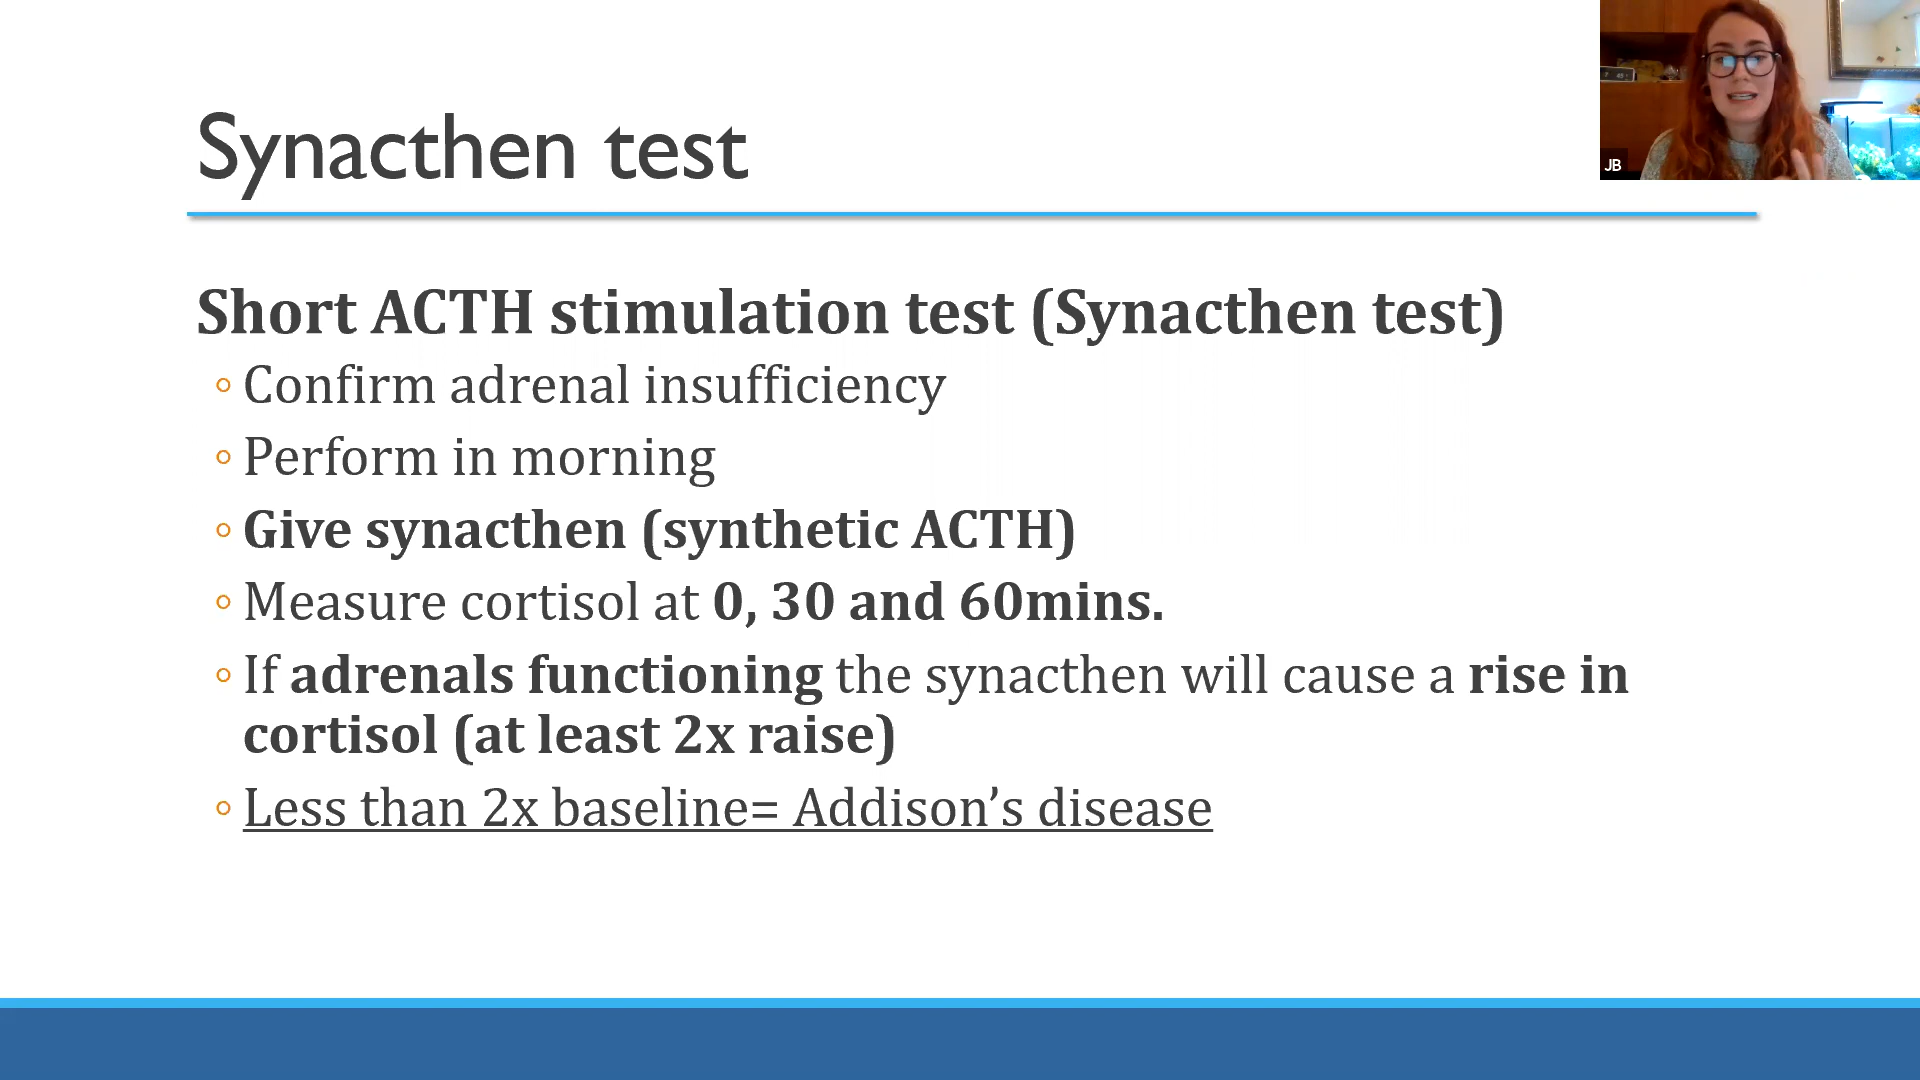 JB
Synacthen test
Short ACTH stimulation test (Synacthen test)
◦ Confirm adrenal insufficiency
◦ Perform in morning
◦ Give synacthen (synthetic ACTH)
◦ Measure cortisol at 0, 30 and 60mins.
◦ If adrenals functioning the synacthen will cause a rise in
cortisol (at least 2x raise)
◦ Less than 2x baseline= Addison’s disease